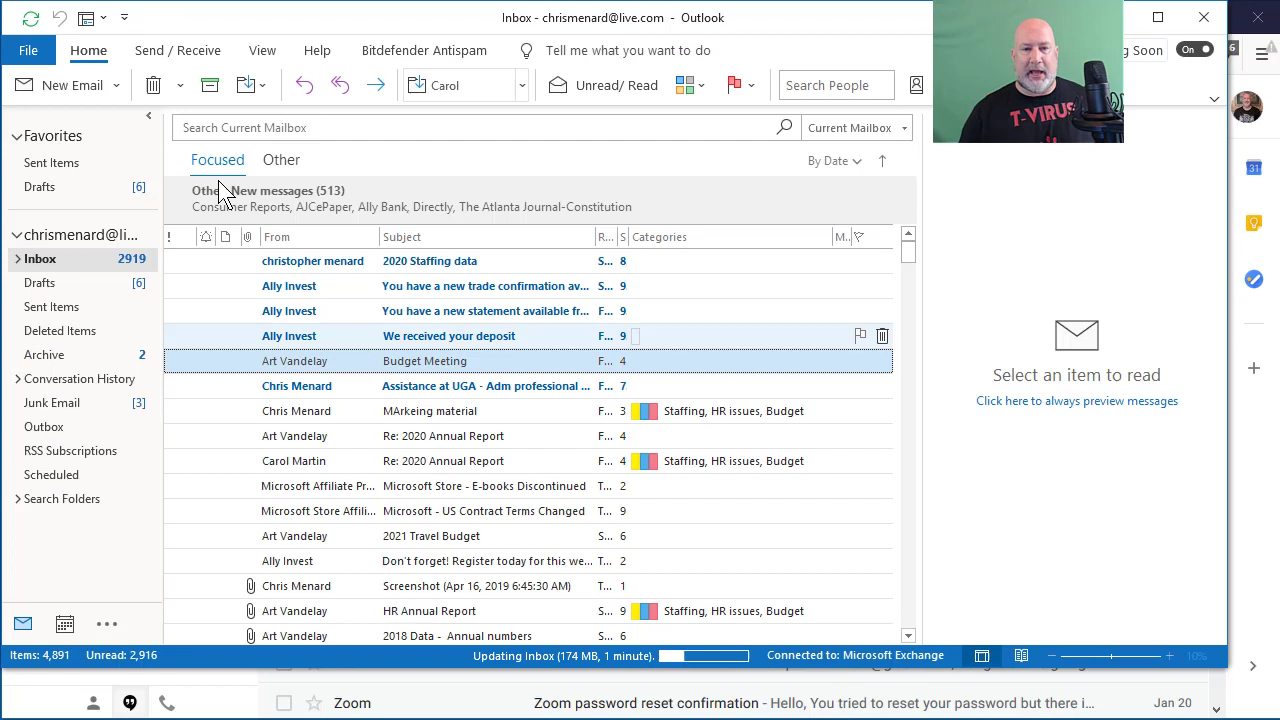 Inbox - chrismenard@live.com - Outlook
File Home Send / Receive View Help Bitdefender Antispam Tell me what you want to do g Soon On
New Email Carol Unread/ Read Search People
T-VIRUS
Favorites
Sent Items
Drafts [6]
chrismenard@li...
Inbox 2919
Drafts [6]
Sent Items
Deleted Items
Archive 2
Conversation History
Junk Email [3]
Outbox
RSS Subscriptions
Scheduled
Search Folders
Search Current Mailbox Current Mailbox
Focused Other By Date
New messages (513)
Consumer Reports, AJCePaper, Ally Bank, Directly, The Atlanta Journal-Constitution
! From Subject R... S Categories M...
christopher menard 2020 Staffing data S... 8
Ally Invest You have a new trade confirmation av... S... 9
Ally Invest You have a new statement available fr... F... 9
Ally Invest We received your deposit F... 9
Art Vandelay Budget Meeting F... 4
Chris Menard Assistance at UGA - Adm professional ... F... 7
Chris Menard MArkeing material F... 3 Staffing, HR issues, Budget
Art Vandelay Re: 2020 Annual Report F... 4
Carol Martin Re: 2020 Annual Report F... 4 Staffing, HR issues, Budget
Microsoft Affiliate Pr... Microsoft Store - E-books Discontinued T... 2
Microsoft Store Affili... Microsoft - US Contract Terms Changed T... 9
Art Vandelay 2021 Travel Budget S... 6
Ally Invest Don't forget! Register today for this we... T... 2
Chris Menard Screenshot (Apr 16, 2019 6:45:30 AM) T... 1
Art Vandelay HR Annual Report S... 9 Staffing, HR issues, Budget
Art Vandelay 2018 Data - Annual numbers S... 6
Select an item to read
Click here to always preview messages
31
Items: 4,891 Unread: 2,916 Updating Inbox (174 MB, 1 minute). Connected to: Microsoft Exchange 10%
Zoom Zoom password reset confirmation - Hello, You tried to reset your password but there i... Jan 20